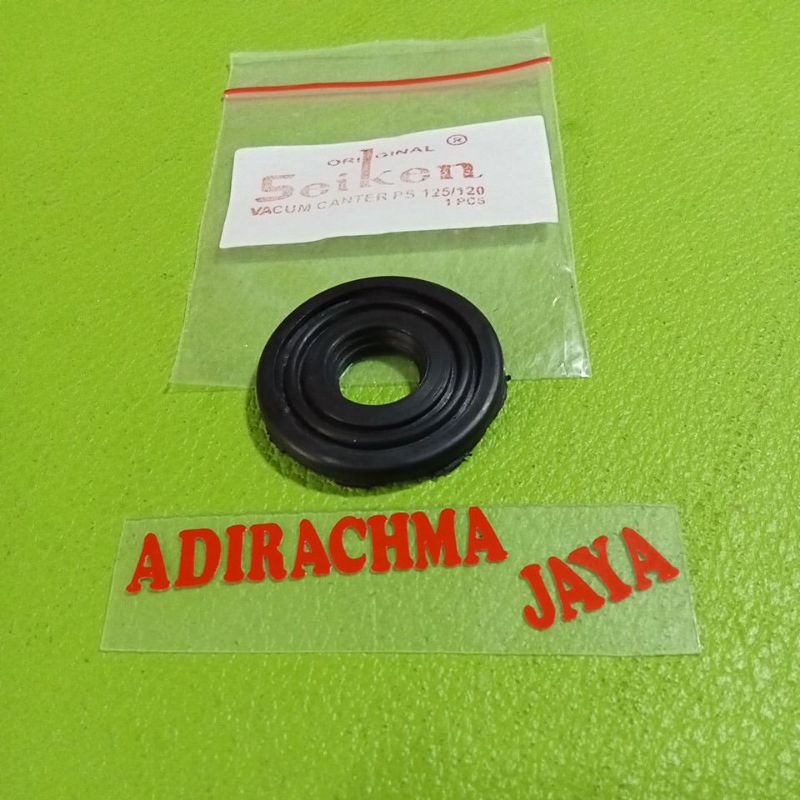 ORIGINAL ®
Seiken
VACUM CANTER PS 125/120
1 PCS
ADIRACHMA
JAYA